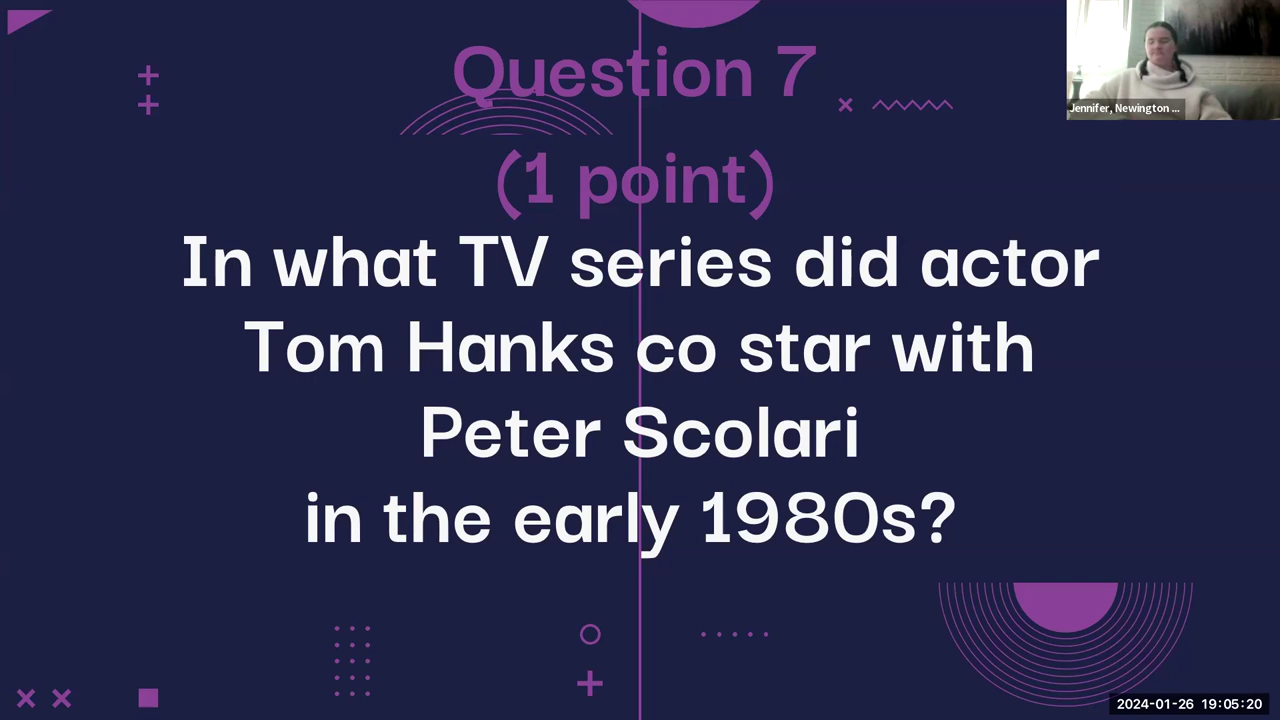 Question 7
(1 point)
In what TV series did actor
Tom Hanks co star with
Peter Scolari
in the early 1980s?
Jennifer, Newington ...
2024-01-26 19:05:20